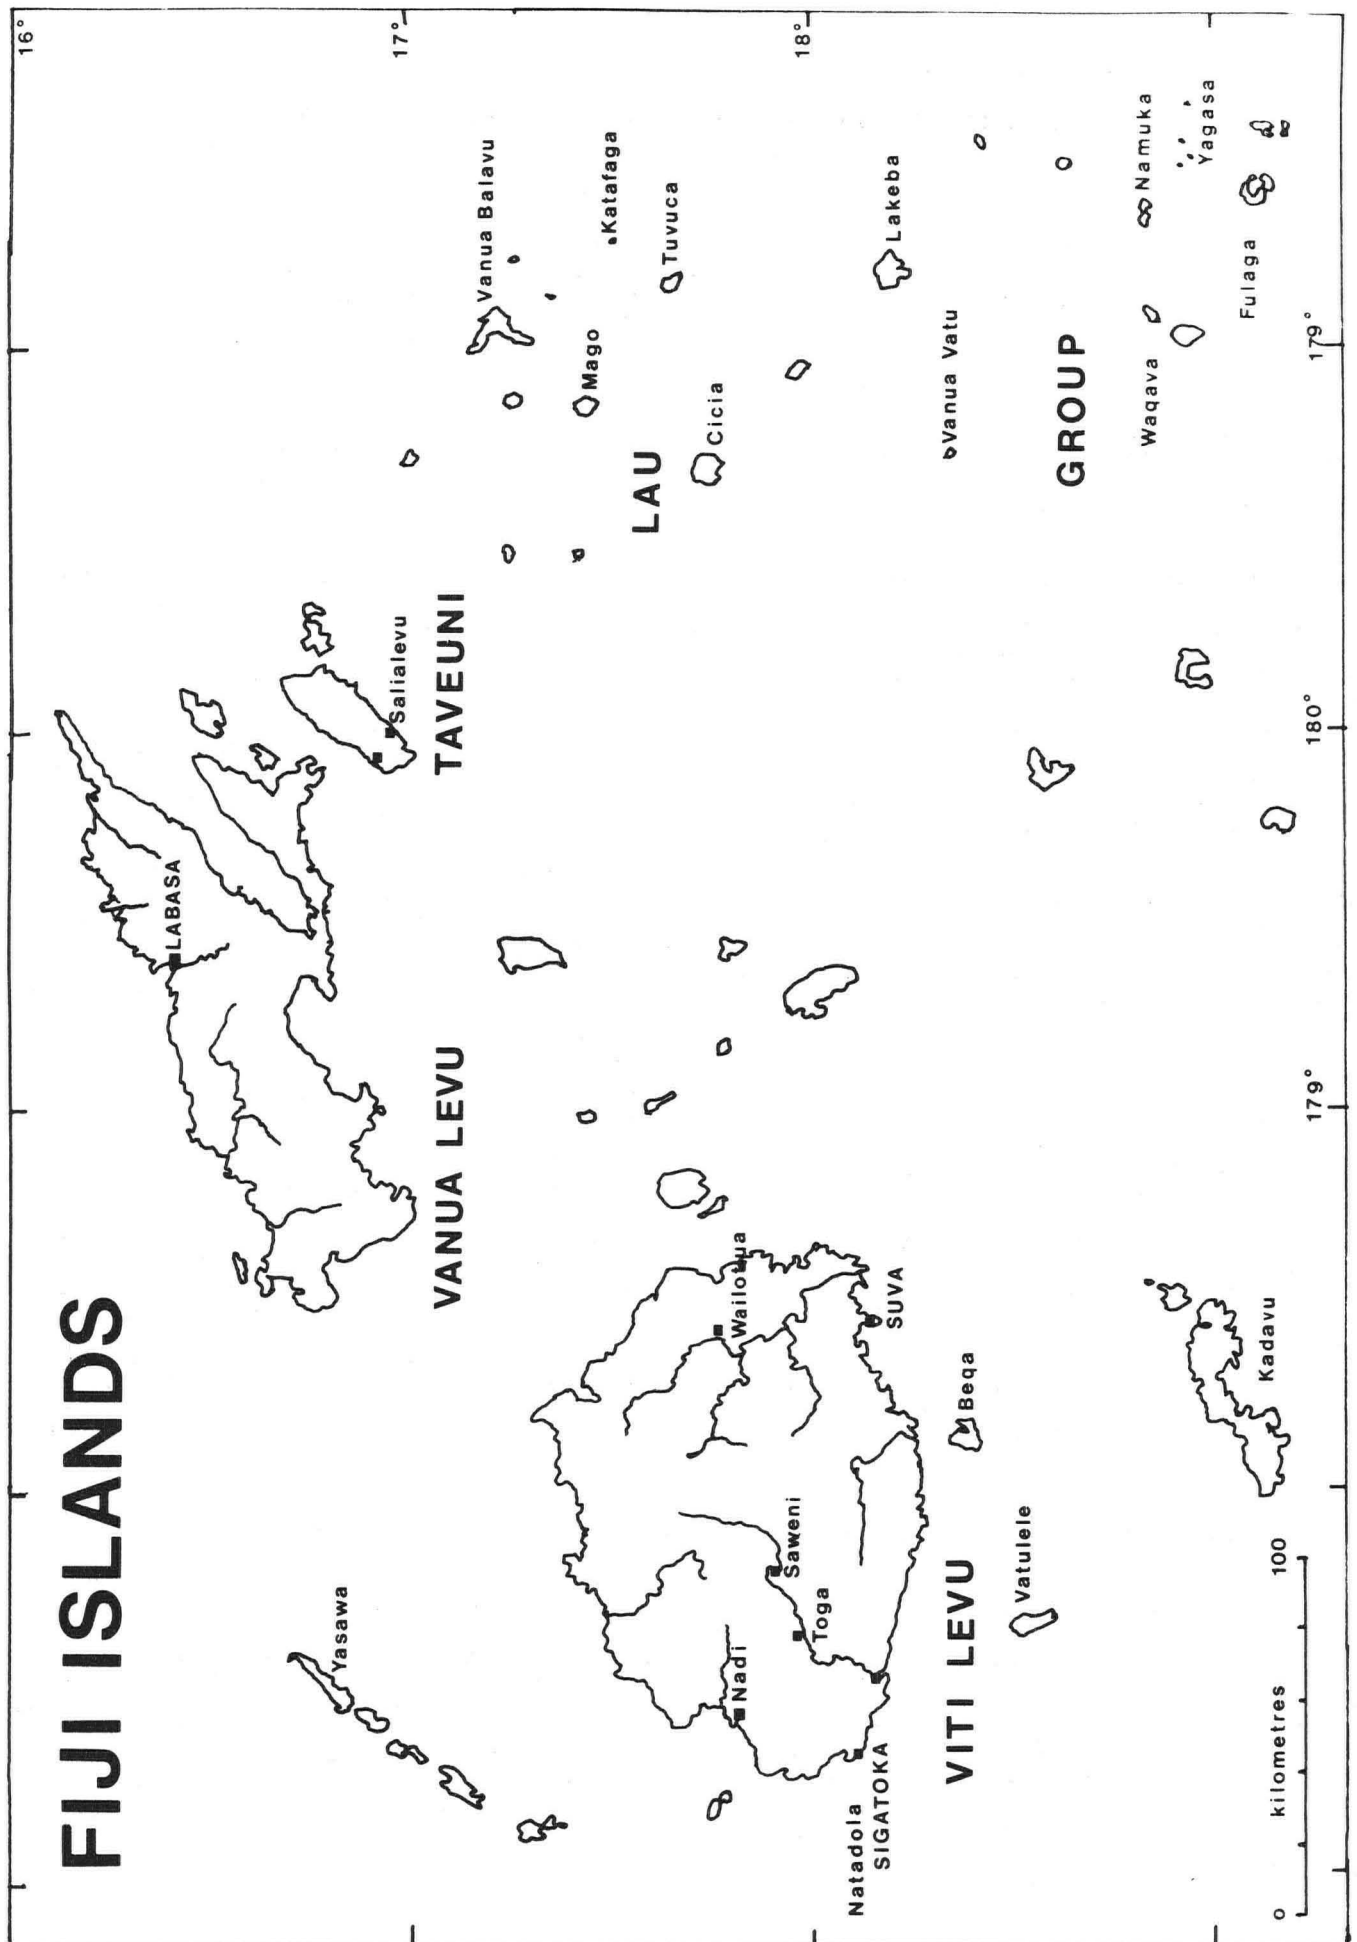 FIJI ISLANDS
16°
17°
18°
Yasawa
LABASA
VANUA LEVU
Salialevu
TAVEUNI
Vanua Balavu
Katafaga
Mago
Tuvuca
LAU
Cicia
Lakeba
Vanua Vatu
GROUP
Namuka
Yagasa
Waqava
Fulaga
Nadi
Wailotua
Saweni
Toga
SUVA
Natadola
SIGATOKA
VITI LEVU
Beqa
Vatulele
Kadavu
0 kilometres 100
179°
180°
179°